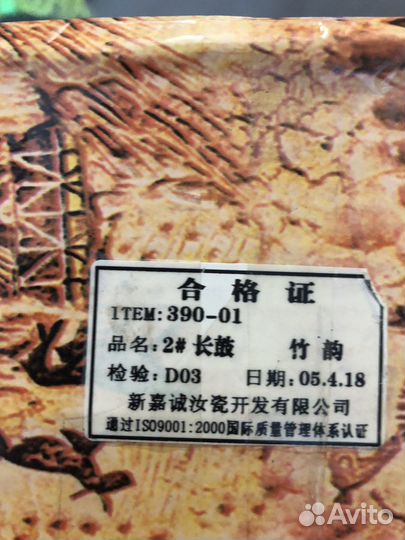 合格证
ITEM: 390-01
品名: 2# 长鼓 竹韵
检验: D03 日期: 05.4.18
新嘉诚汝瓷开发有限公司
通过ISO9001:2000国际质量管理体系认证
Avito